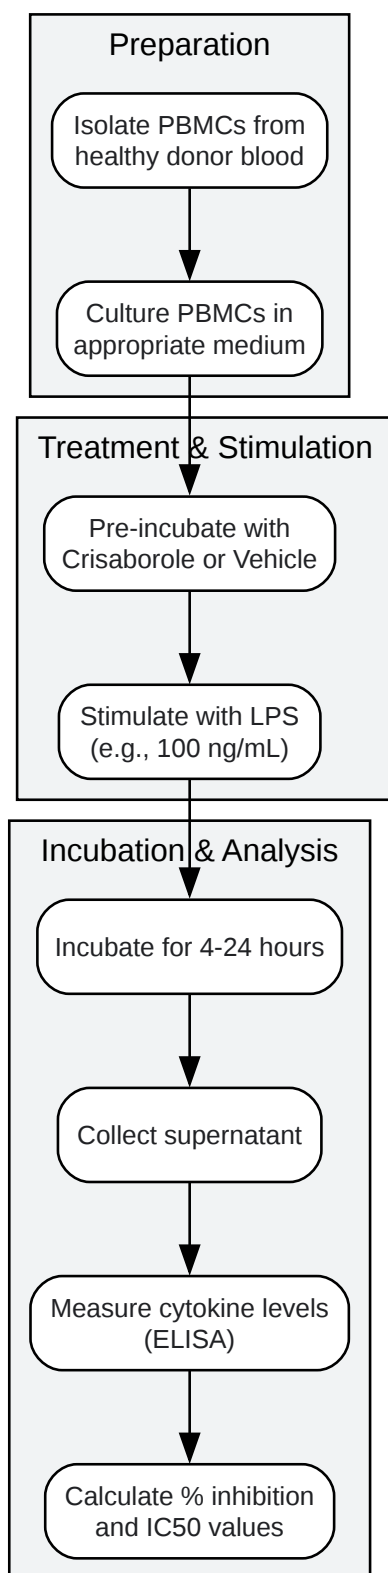 Preparation
Isolate PBMCs from
healthy donor blood
Culture PBMCs in
appropriate medium
Treatment & Stimulation
Pre-incubate with
Crisaborole or Vehicle
Stimulate with LPS
(e.g., 100 ng/mL)
Incubation & Analysis
Incubate for 4-24 hours
Collect supernatant
Measure cytokine levels
(ELISA)
Calculate % inhibition
and IC50 values